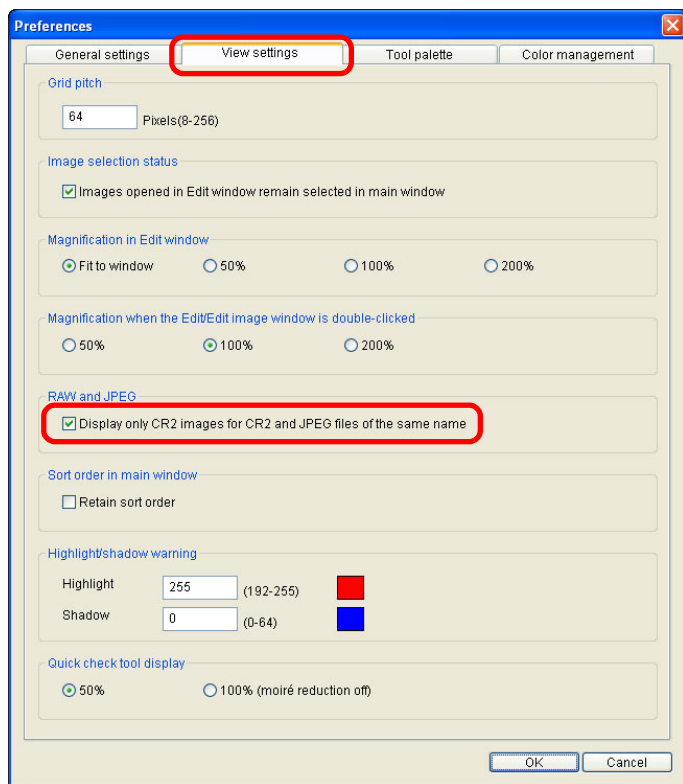 Preferences
General settings View settings Tool palette Color management
Grid pitch
64 Pixels(8-256)
Image selection status
Images opened in Edit window remain selected in main window
Magnification in Edit window
Fit to window 50% 100% 200%
Magnification when the Edit/Edit image window is double-clicked
50% 100% 200%
RAW and JPEG
Display only CR2 images for CR2 and JPEG files of the same name
Sort order in main window
Retain sort order
Highlight/shadow warning
Highlight 255 (192-255)
Shadow 0 (0-64)
Quick check tool display
50% 100% (moiré reduction off)
OK Cancel